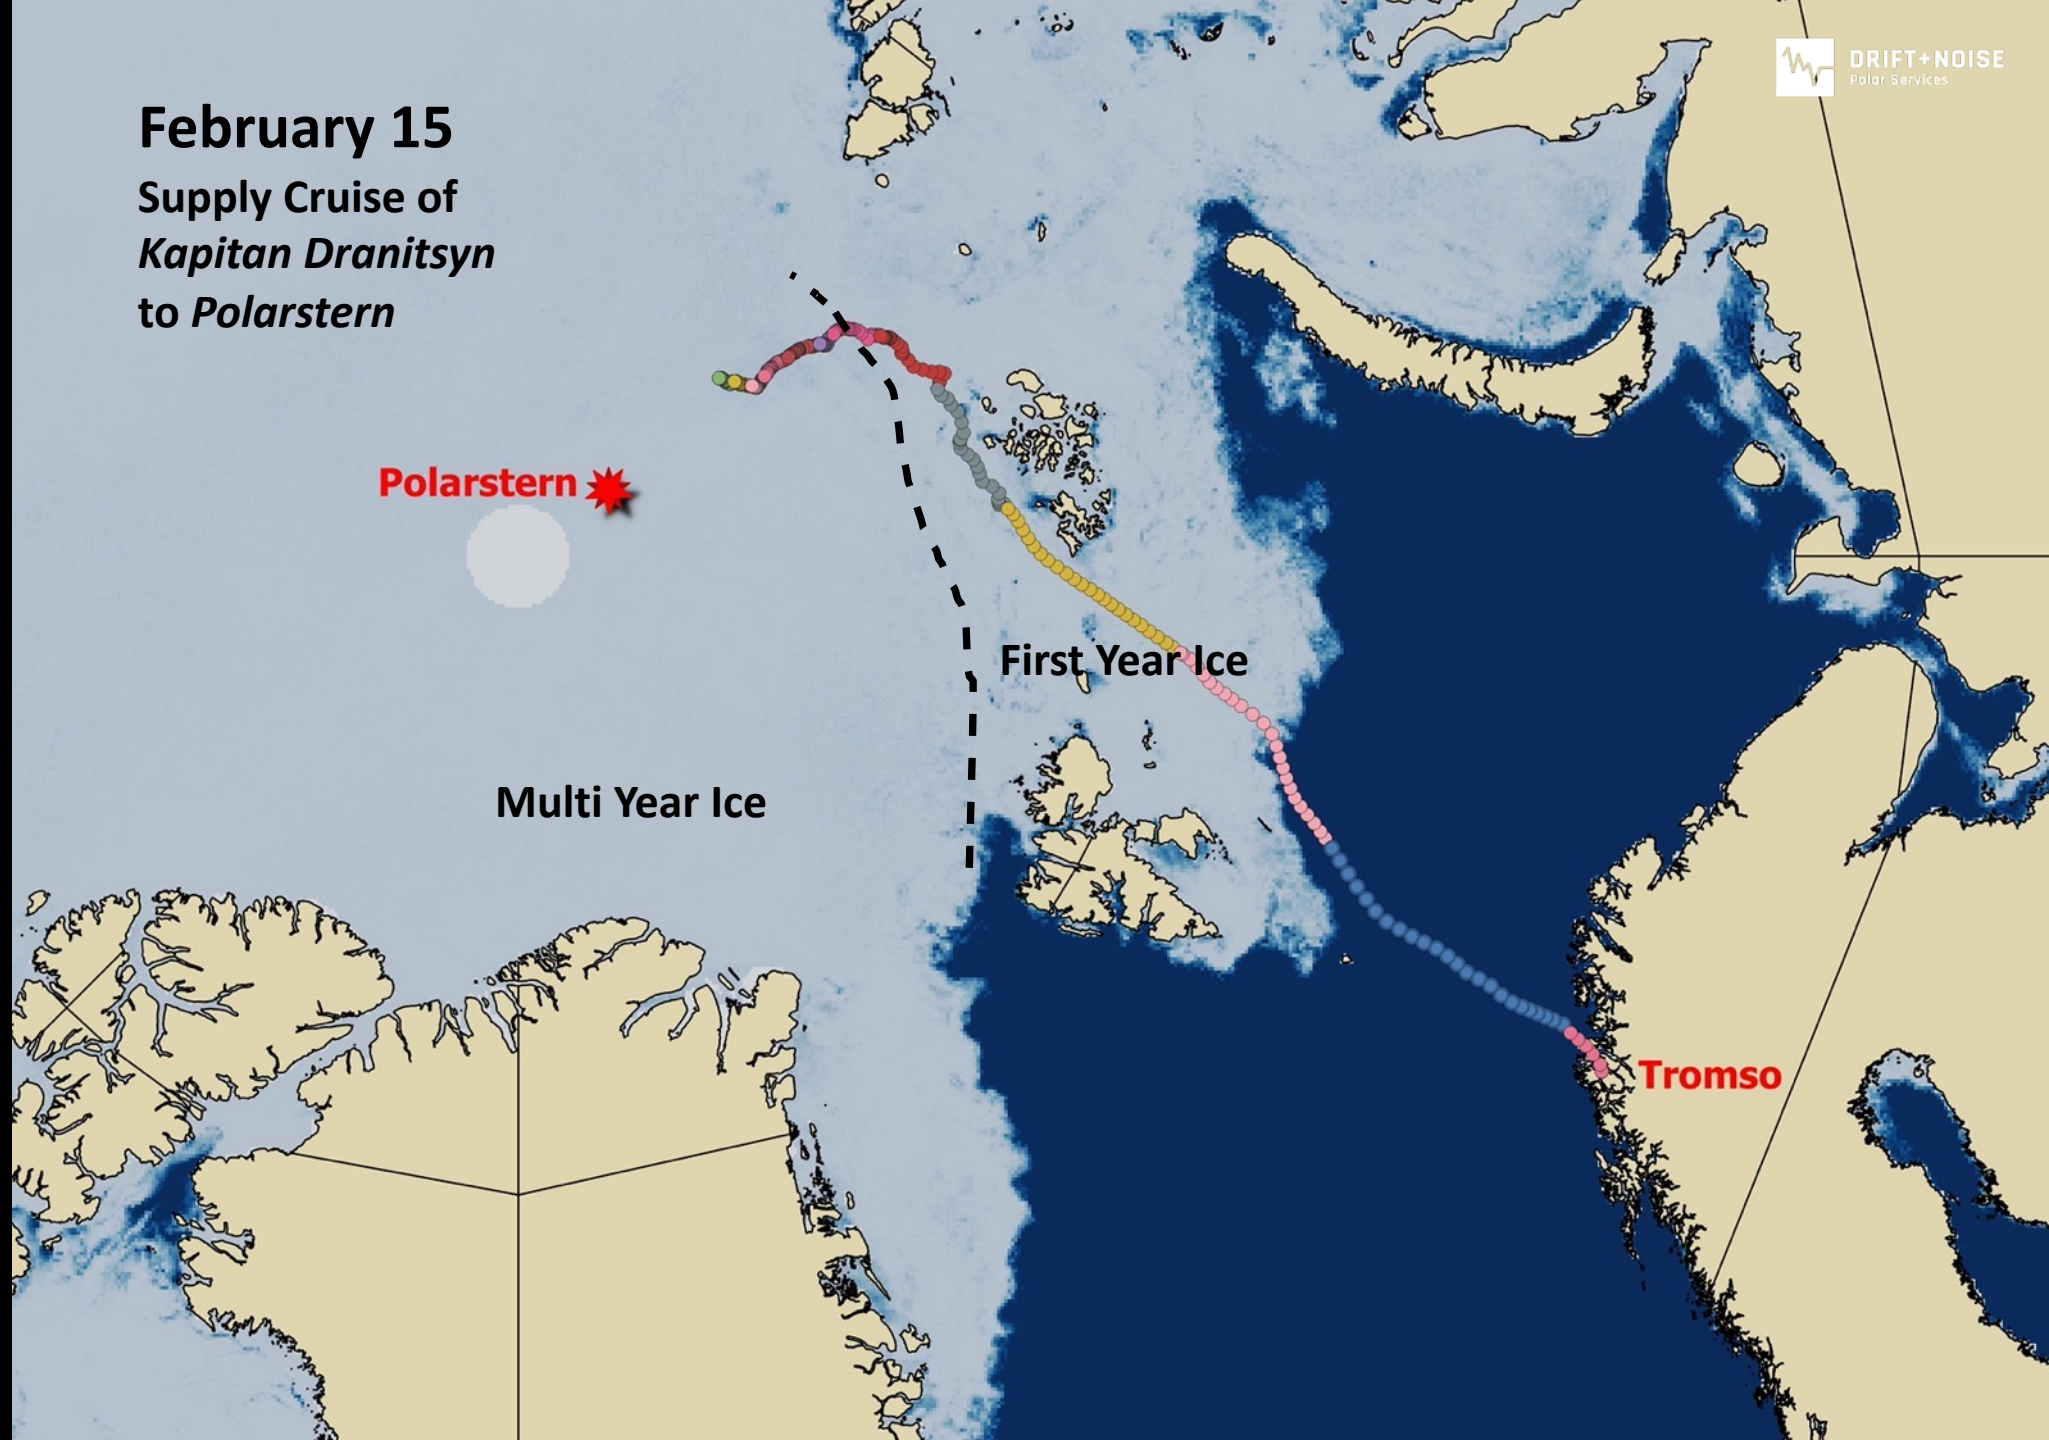 February 15
Supply Cruise of
Kapitan Dranitsyn
to Polarstern
DRIFT+NOISE
Polar Services
Polarstern
First Year Ice
Multi Year Ice
Tromso